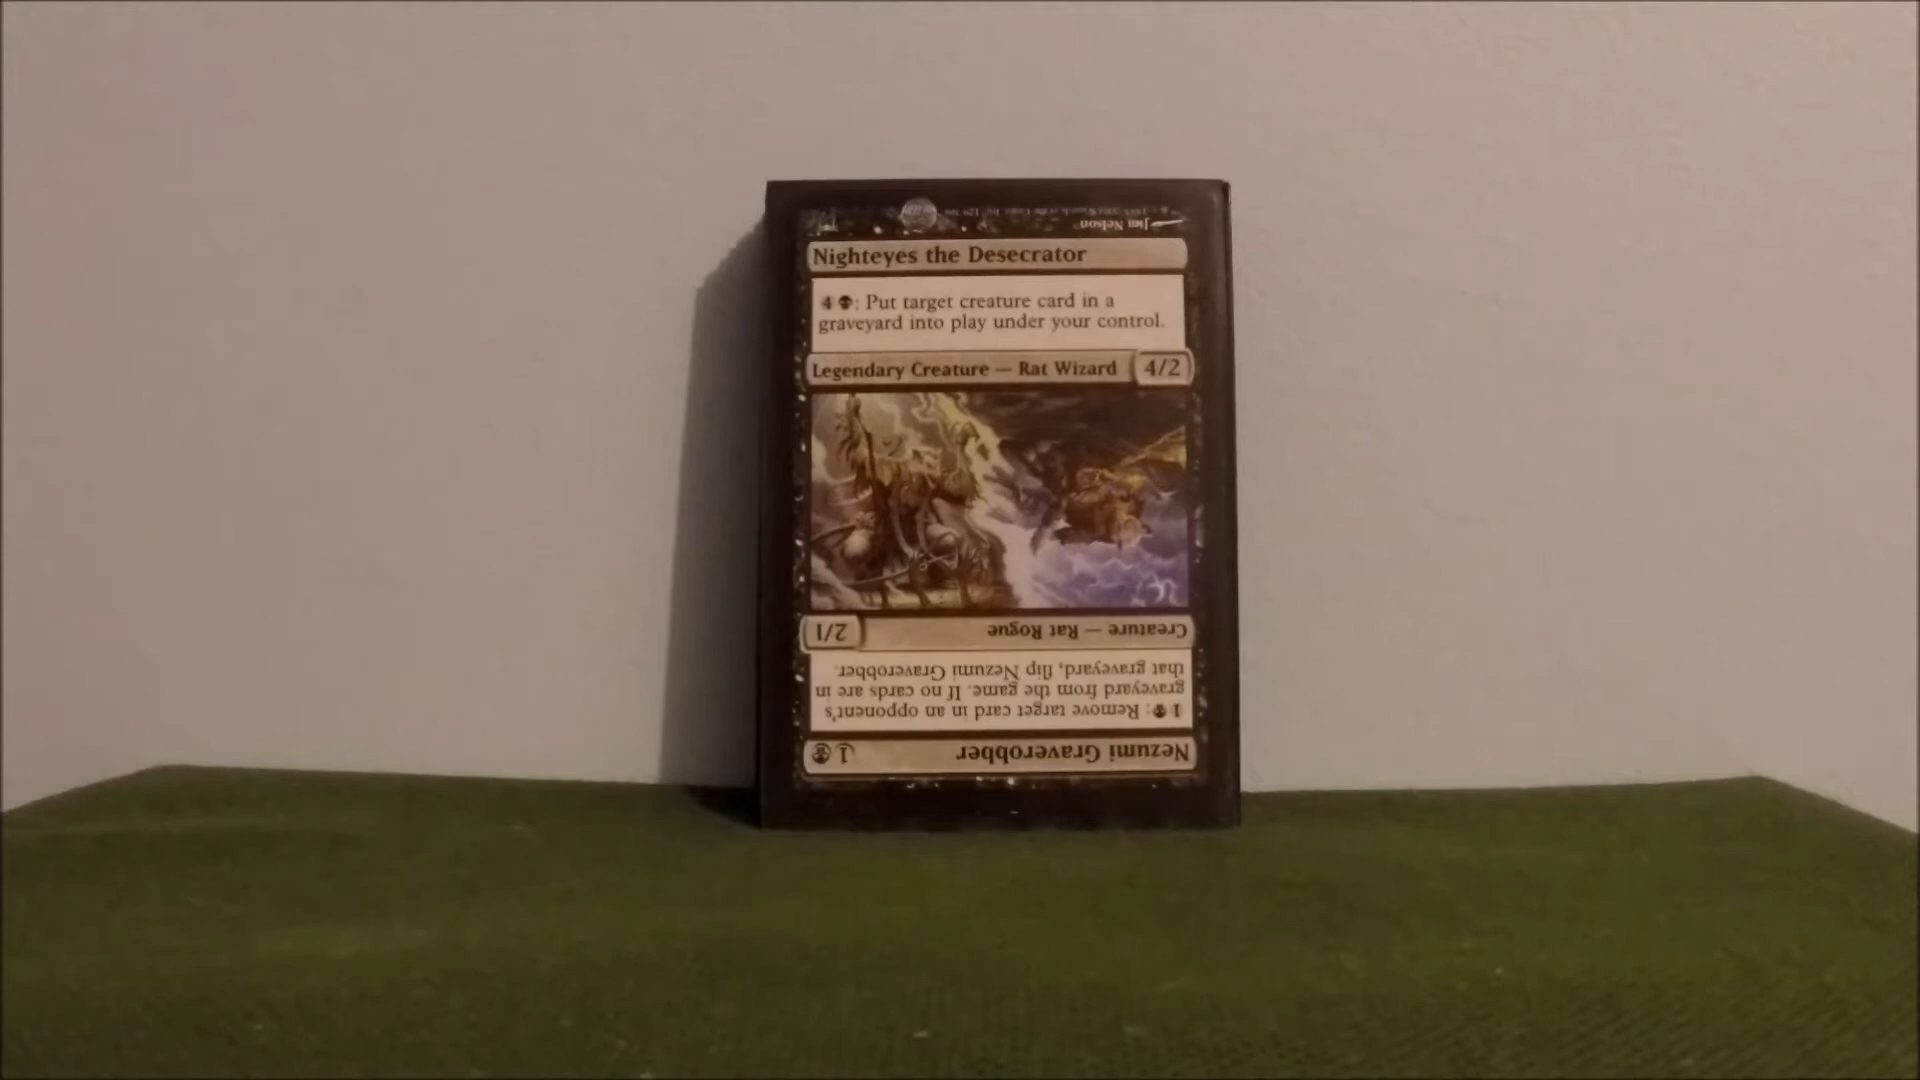 Jim Nelson
Nighteyes the Desecrator
4: Put target creature card in a
graveyard into play under your control.
Legendary Creature — Rat Wizard 4/2
Nezumi Graverobber 1
1: Remove target card in an opponent's
graveyard from the game. If no cards are in
that graveyard, flip Nezumi Graverobber.
Creature — Rat Rogue 2/1